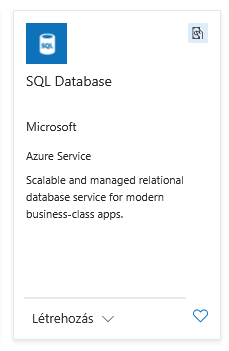 SQL
SQL Database
Microsoft
Azure Service
Scalable and managed relational
database service for modern
business-class apps.
Létrehozás